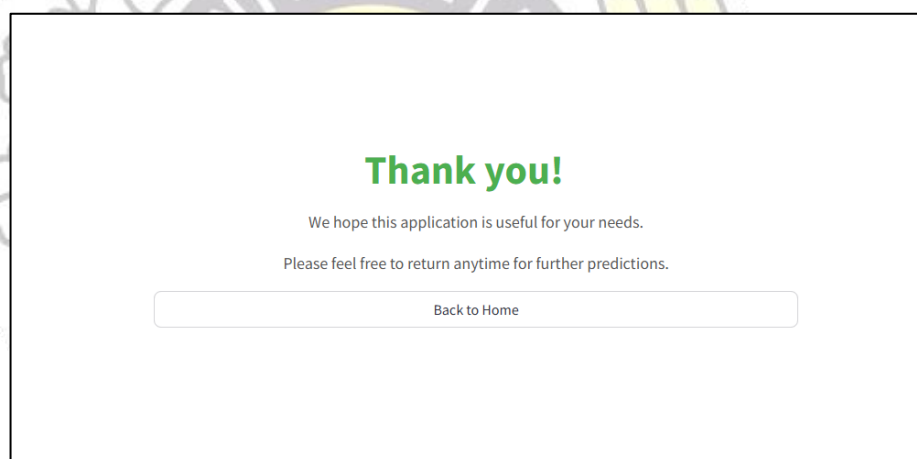 Thank you!
We hope this application is useful for your needs.
Please feel free to return anytime for further predictions.
Back to Home